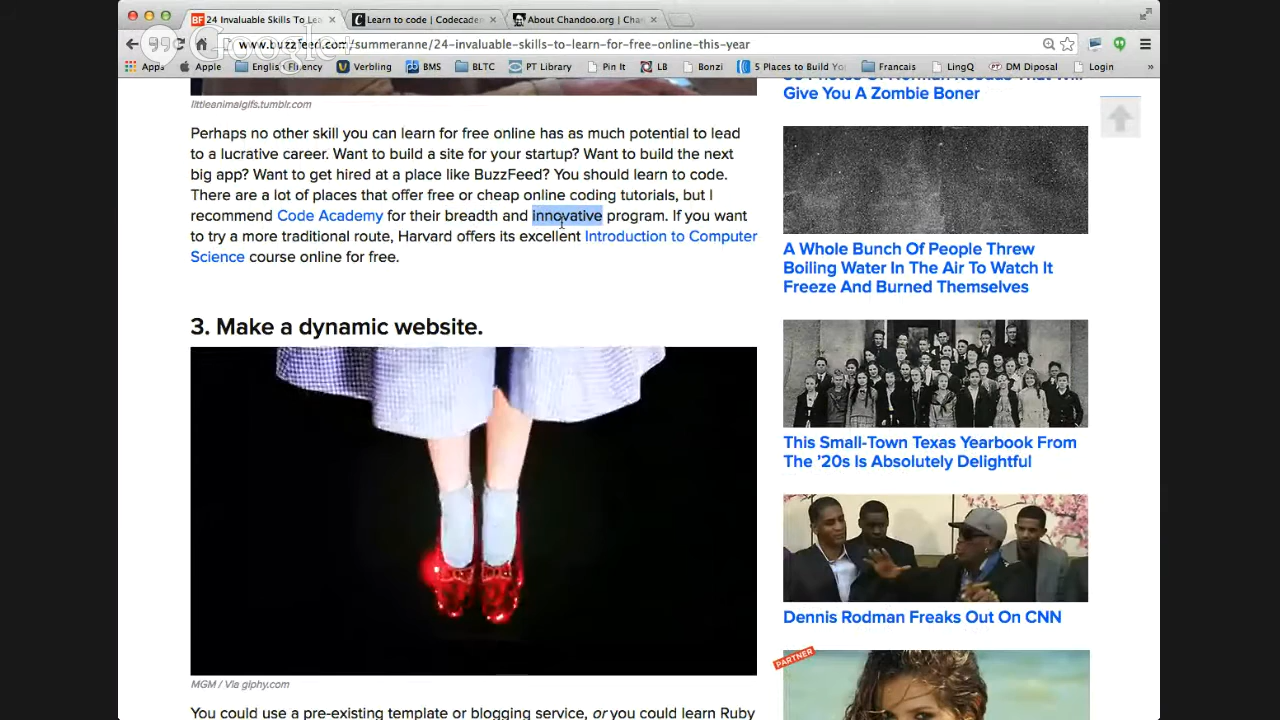 24 Invaluable Skills To Le
Learn to code | Codecade
About Chandoo.org | Cha
Google+
www.buzzfeed.com/summeranne/24-invaluable-skills-to-learn-for-free-online-this-year
Apps
Apple
English Fluency
Verbling
BMS
BLTC
PT Library
Pin It
LB
Bonzi
5 Places to Build Yo
Francais
LingQ
DM Disposal
Login
»
littleanimalgifs.tumblr.com
Perhaps no other skill you can learn for free online has as much potential to lead
to a lucrative career. Want to build a site for your startup? Want to build the next
big app? Want to get hired at a place like BuzzFeed? You should learn to code.
There are a lot of places that offer free or cheap online coding tutorials, but I
recommend Code Academy for their breadth and innovative program. If you want
to try a more traditional route, Harvard offers its excellent Introduction to Computer
Science course online for free.
3. Make a dynamic website.
MGM / Via giphy.com
You could use a pre-existing template or blogging service, or you could learn Ruby
Give You A Zombie Boner
A Whole Bunch Of People Threw
Boiling Water In The Air To Watch It
Freeze And Burned Themselves
This Small-Town Texas Yearbook From
The ’20s Is Absolutely Delightful
Dennis Rodman Freaks Out On CNN
PARTNER